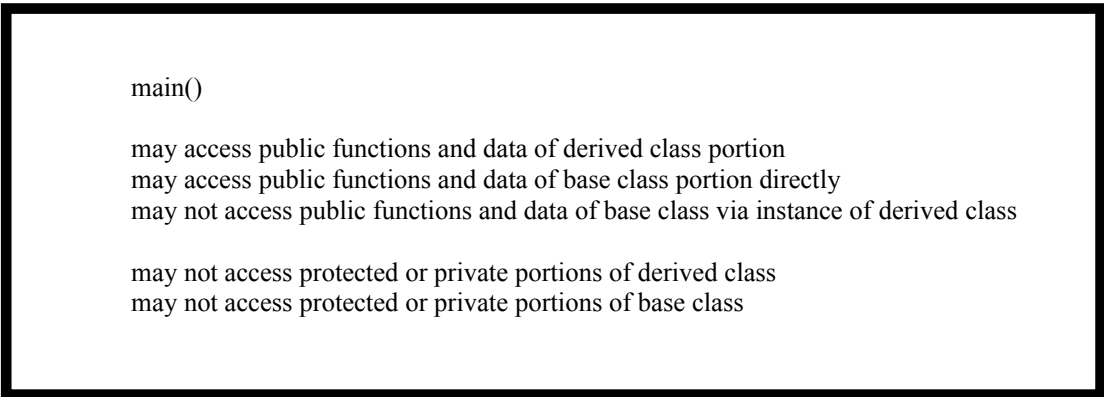 main()
may access public functions and data of derived class portion
may access public functions and data of base class portion directly
may not access public functions and data of base class via instance of derived class
may not access protected or private portions of derived class
may not access protected or private portions of base class